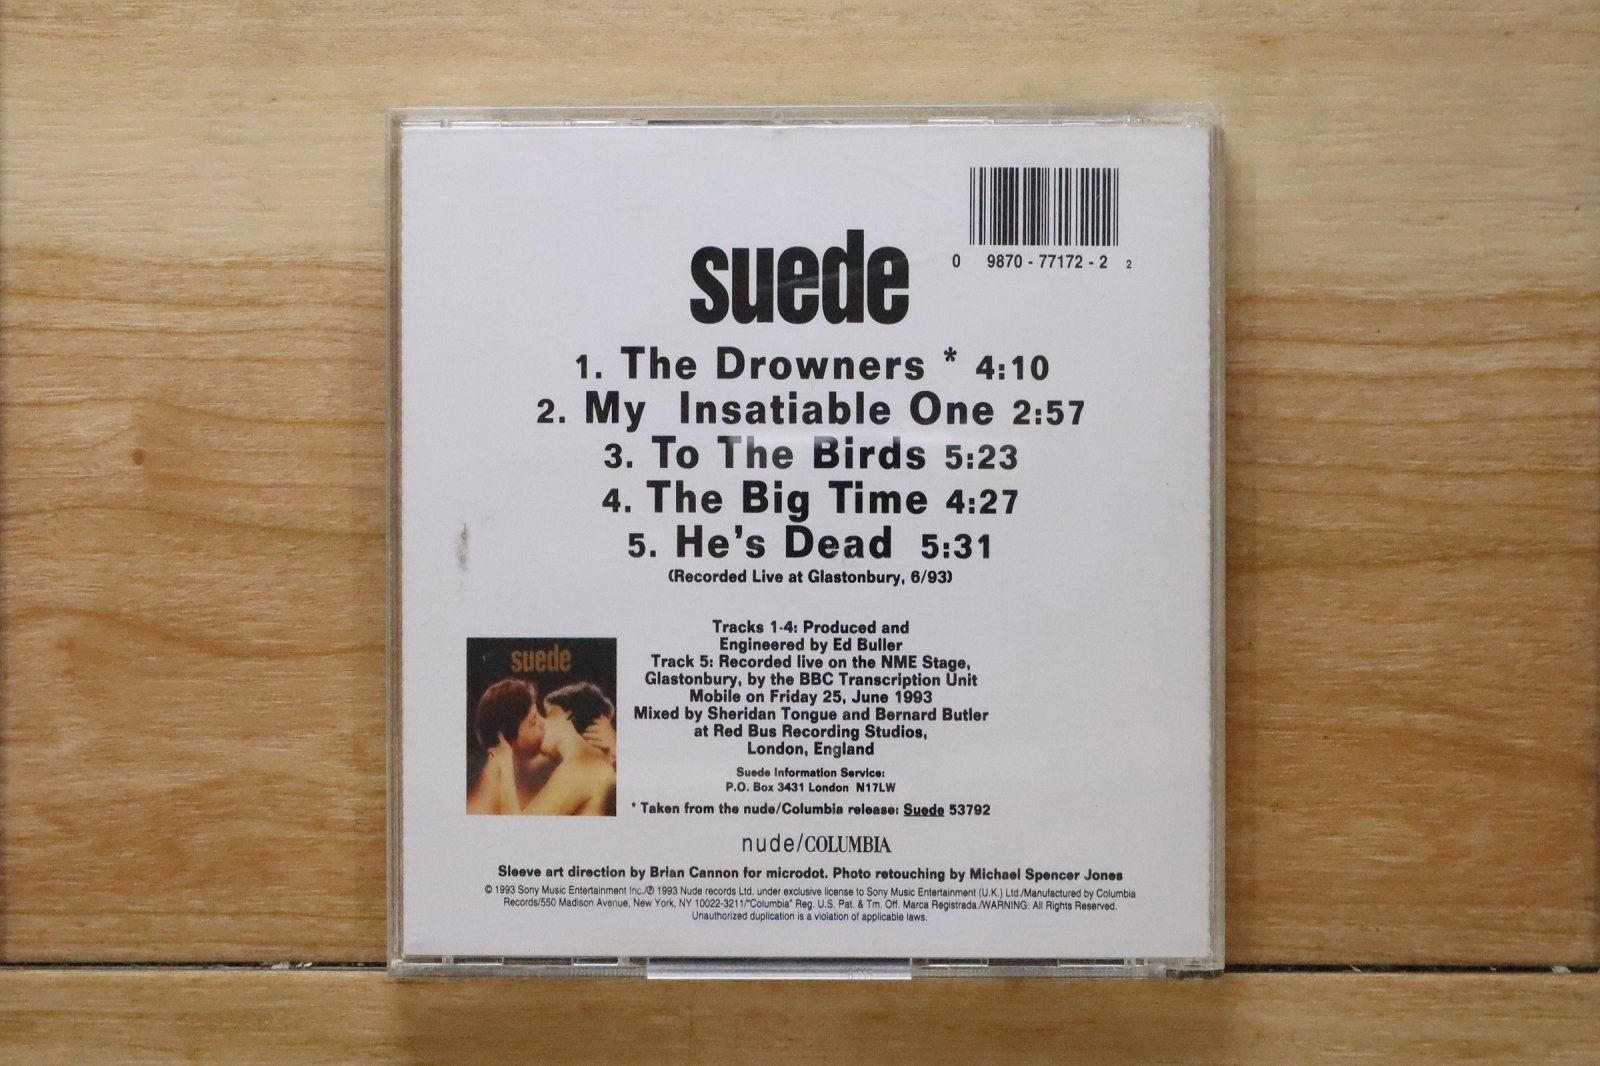 0 9870 - 77172 - 2 2
suede
1. The Drowners * 4:10
2. My Insatiable One 2:57
3. To The Birds 5:23
4. The Big Time 4:27
5. He's Dead 5:31
(Recorded Live at Glastonbury, 6/93)
Tracks 1-4: Produced and
Engineered by Ed Buller
Track 5: Recorded live on the NME Stage,
Glastonbury, by the BBC Transcription Unit
Mobile on Friday 25, June 1993
Mixed by Sheridan Tongue and Bernard Butler
at Red Bus Recording Studios,
London, England
suede
Suede Information Service:
P.O. Box 3431 London N17LW
* Taken from the nude/Columbia release: Suede 53792
nude/COLUMBIA
Sleeve art direction by Brian Cannon for microdot. Photo retouching by Michael Spencer Jones
© 1993 Sony Music Entertainment Inc./℗ 1993 Nude records Ltd. under exclusive license to Sony Music Entertainment (U.K.) Ltd./Manufactured by Columbia
Records/550 Madison Avenue, New York, NY 10022-3211/"Columbia" Reg. U.S. Pat. & Tm. Off. Marca Registrada./WARNING: All Rights Reserved.
Unauthorized duplication is a violation of applicable laws.